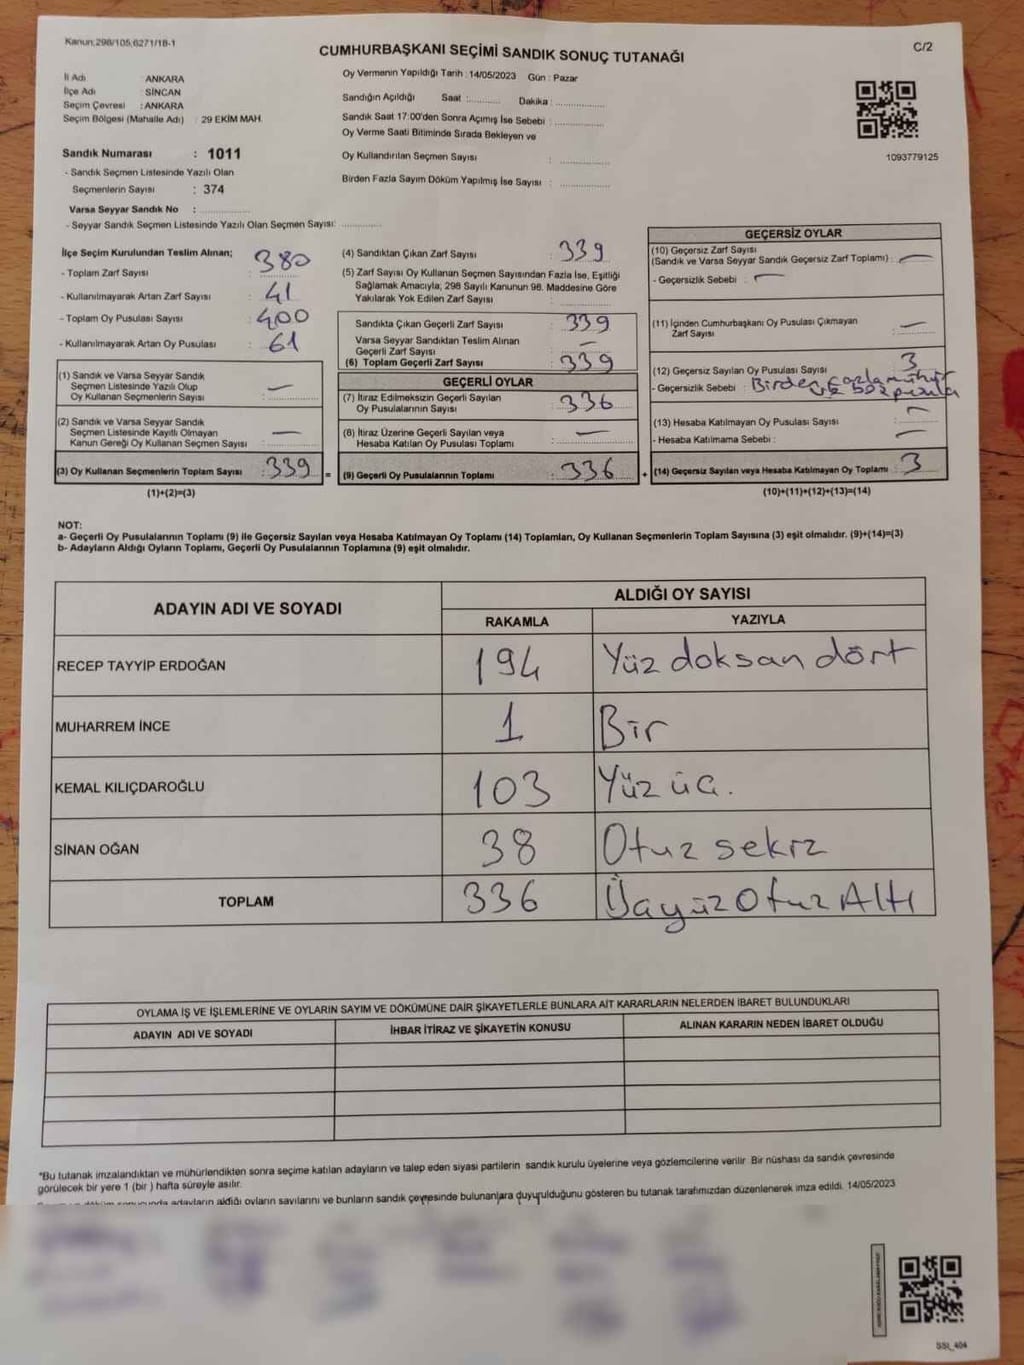 Kanun:298/105,6271/18-1
CUMHURBAŞKANI SEÇİMİ SANDIK SONUÇ TUTANAĞI
C/2
İl Adı : ANKARA
İlçe Adı : SİNCAN
Seçim Çevresi : ANKARA
Seçim Bölgesi (Mahalle Adı) : 29 EKİM MAH.
Sandık Numarası : 1011
- Sandık Seçmen Listesinde Yazılı Olan
Seçmenlerin Sayısı : 374
Varsa Seyyar Sandık No :
- Seyyar Sandık Seçmen Listesinde Yazılı Olan Seçmen Sayısı:
Oy Vermenin Yapıldığı Tarih : 14/05/2023 Gün : Pazar
Sandığın Açıldığı Saat : Dakika :
Sandık Saat 17:00'den Sonra Açımış İse Sebebi :
Oy Verme Saati Bitiminde Sırada Bekleyen ve
Oy Kullandırılan Seçmen Sayısı :
Birden Fazla Sayım Döküm Yapılmış İse Sayısı :
1093779125
İlçe Seçim Kurulundan Teslim Alınan;
- Toplam Zarf Sayısı 380
- Kullanılmayarak Artan Zarf Sayısı 41
- Toplam Oy Pusulası Sayısı 400
- Kullanılmayarak Artan Oy Pusulası 61
(1) Sandık ve Varsa Seyyar Sandık
Seçmen Listesinde Yazılı Olup
Oy Kullanan Seçmenlerin Sayısı —
(2) Sandık ve Varsa Seyyar Sandık
Seçmen Listesinde Kayıtlı Olmayan
Kanun Gereği Oy Kullanan Seçmen Sayısı —
(3) Oy Kullanan Seçmenlerin Toplam Sayısı : 339
(1)+(2)=(3)
(4) Sandıktan Çıkan Zarf Sayısı : 339
(5) Zarf Sayısı Oy Kullanan Seçmen Sayısından Fazla İse, Eşitliği
Sağlamak Amacıyla; 298 Sayılı Kanunun 98. Maddesine Göre
Yakılarak Yok Edilen Zarf Sayısı
Sandıkta Çıkan Geçerli Zarf Sayısı : 339
Varsa Seyyar Sandıktan Teslim Alınan
Geçerli Zarf Sayısı —
(6) Toplam Geçerli Zarf Sayısı : 339
GEÇERLİ OYLAR
(7) İtiraz Edilmeksizin Geçerli Sayılan
Oy Pusulalarının Sayısı : 336
(8) İtiraz Üzerine Geçerli Sayılan veya
Hesaba Katılan Oy Pusulası Toplamı : —
= (9) Geçerli Oy Pusulalarının Toplamı : 336
GEÇERSİZ OYLAR
(10) Geçersiz Zarf Sayısı
(Sandık ve Varsa Seyyar Sandık Geçersiz Zarf Toplamı) : —
- Geçersizlik Sebebi : —
(11) İçinden Cumhurbaşkanı Oy Pusulası Çıkmayan
Zarf Sayısı : —
(12) Geçersiz Sayılan Oy Pusulası Sayısı : 3
- Geçersizlik Sebebi : Birden fazla mühür
(13) Hesaba Katılmayan Oy Pusulası Sayısı : —
- Hesaba Katılmama Sebebi : —
+ (14) Geçersiz Sayılan veya Hesaba Katılmayan Oy Toplamı : 3
(10)+(11)+(12)+(13)=(14)
NOT:
a- Geçerli Oy Pusulalarının Toplamı (9) ile Geçersiz Sayılan veya Hesaba Katılmayan Oy Toplamı (14) Toplamları, Oy Kullanan Seçmenlerin Toplam Sayısına (3) eşit olmalıdır. (9)+(14)=(3)
b- Adayların Aldığı Oyların Toplamı, Geçerli Oy Pusulalarının Toplamına (9) eşit olmalıdır.
ADAYIN ADI VE SOYADI
ALDIĞI OY SAYISI
RAKAMLA YAZIYLA
RECEP TAYYİP ERDOĞAN 194 Yüz doksan dört
MUHARREM İNCE 1 Bir
KEMAL KILIÇDAROĞLU 103 Yüz üç.
SİNAN OĞAN 38 Otuz sekiz
TOPLAM 336 Üçyüz Otuz Altı
OYLAMA İŞ VE İŞLEMLERİNE VE OYLARIN SAYIM VE DÖKÜMÜNE DAİR ŞİKAYETLERLE BUNLARA AİT KARARLARIN NELERDEN İBARET BULUNDUKLARI
ADAYIN ADI VE SOYADI İHBAR İTİRAZ VE ŞİKAYETİN KONUSU ALINAN KARARIN NEDEN İBARET OLDUĞU
"Bu tutanak imzalandıktan ve mühürlendikten sonra seçime katılan adayların ve talep eden siyasi partilerin sandık kurulu üyelerine veya gözlemcilerine verilir. Bir nüshası da sandık çevresinde
görülecek bir yere 1 (bir ) hafta süreyle asılır.
adayların aldığı oyların sayılarını ve bunların sandık çevresinde bulunanlara duyurulduğunu gösteren bu tutanak tarafımızdan düzenlenerek imza edildi. 14/05/2023
SSI_404